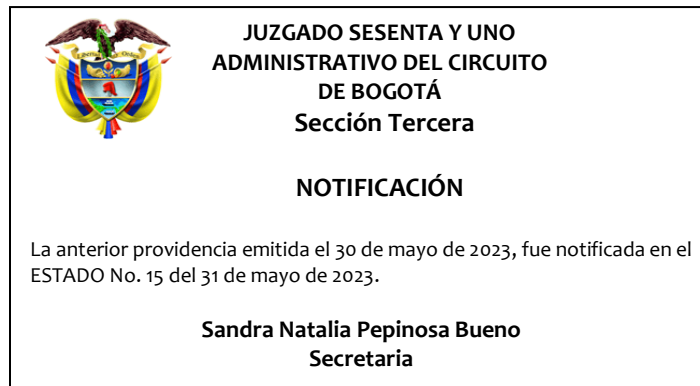 JUZGADO SESENTA Y UNO
ADMINISTRATIVO DEL CIRCUITO
DE BOGOTÁ
Sección Tercera
NOTIFICACIÓN
La anterior providencia emitida el 30 de mayo de 2023, fue notificada en el
ESTADO No. 15 del 31 de mayo de 2023.
Sandra Natalia Pepinosa Bueno
Secretaria